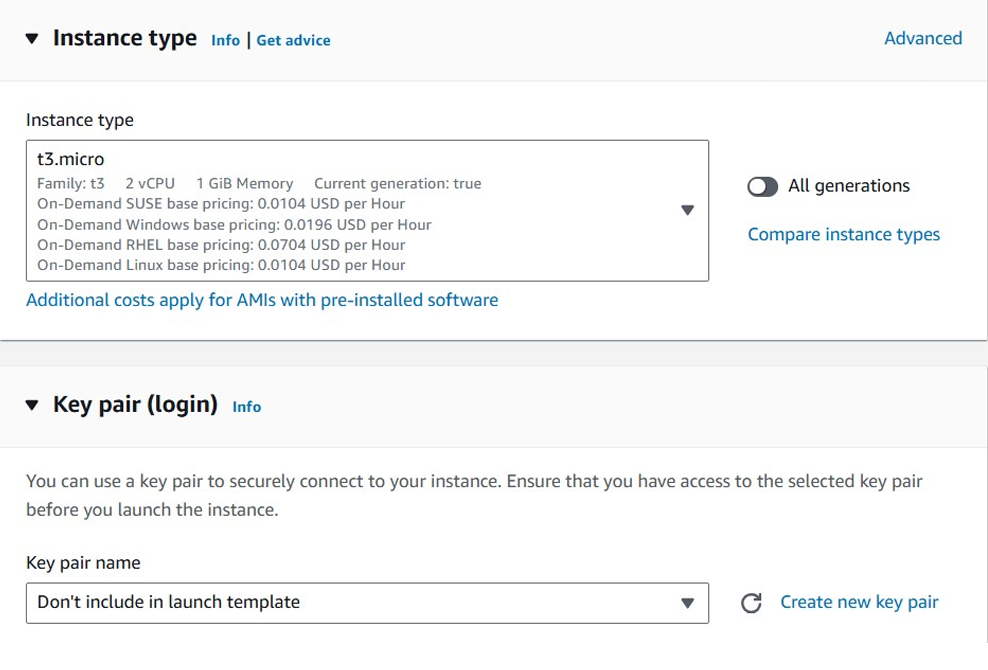 Instance type Info | Get advice Advanced
Instance type
t3.micro
Family: t3 2 vCPU 1 GiB Memory Current generation: true
On-Demand SUSE base pricing: 0.0104 USD per Hour
On-Demand Windows base pricing: 0.0196 USD per Hour
On-Demand RHEL base pricing: 0.0704 USD per Hour
On-Demand Linux base pricing: 0.0104 USD per Hour
All generations
Compare instance types
Additional costs apply for AMIs with pre-installed software
Key pair (login) Info
You can use a key pair to securely connect to your instance. Ensure that you have access to the selected key pair
before you launch the instance.
Key pair name
Don't include in launch template
Create new key pair